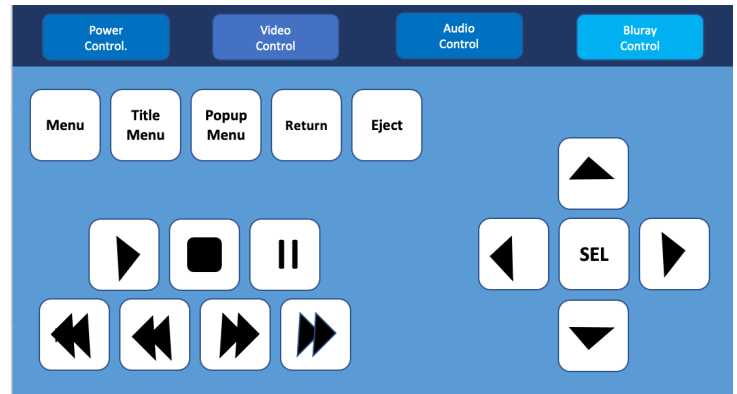 Power
Control.
Video
Control
Audio
Control
Bluray
Control
Menu
Title
Menu
Popup
Menu
Return
Eject
SEL